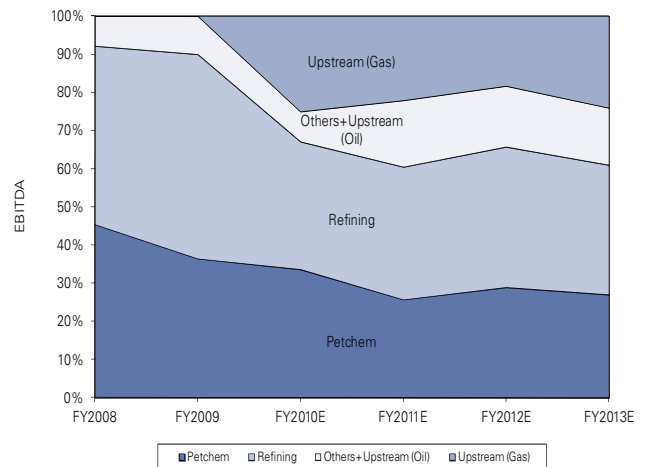 100%
90%
80%
70%
60%
50%
40%
30%
20%
10%
0%
EBITDA
Upstream (Gas)
Others+Upstream
(Oil)
Refining
Petchem
FY2008 FY2009 FY2010E FY2011E FY2012E FY2013E
Petchem Refining Others+Upstream (Oil) Upstream (Gas)